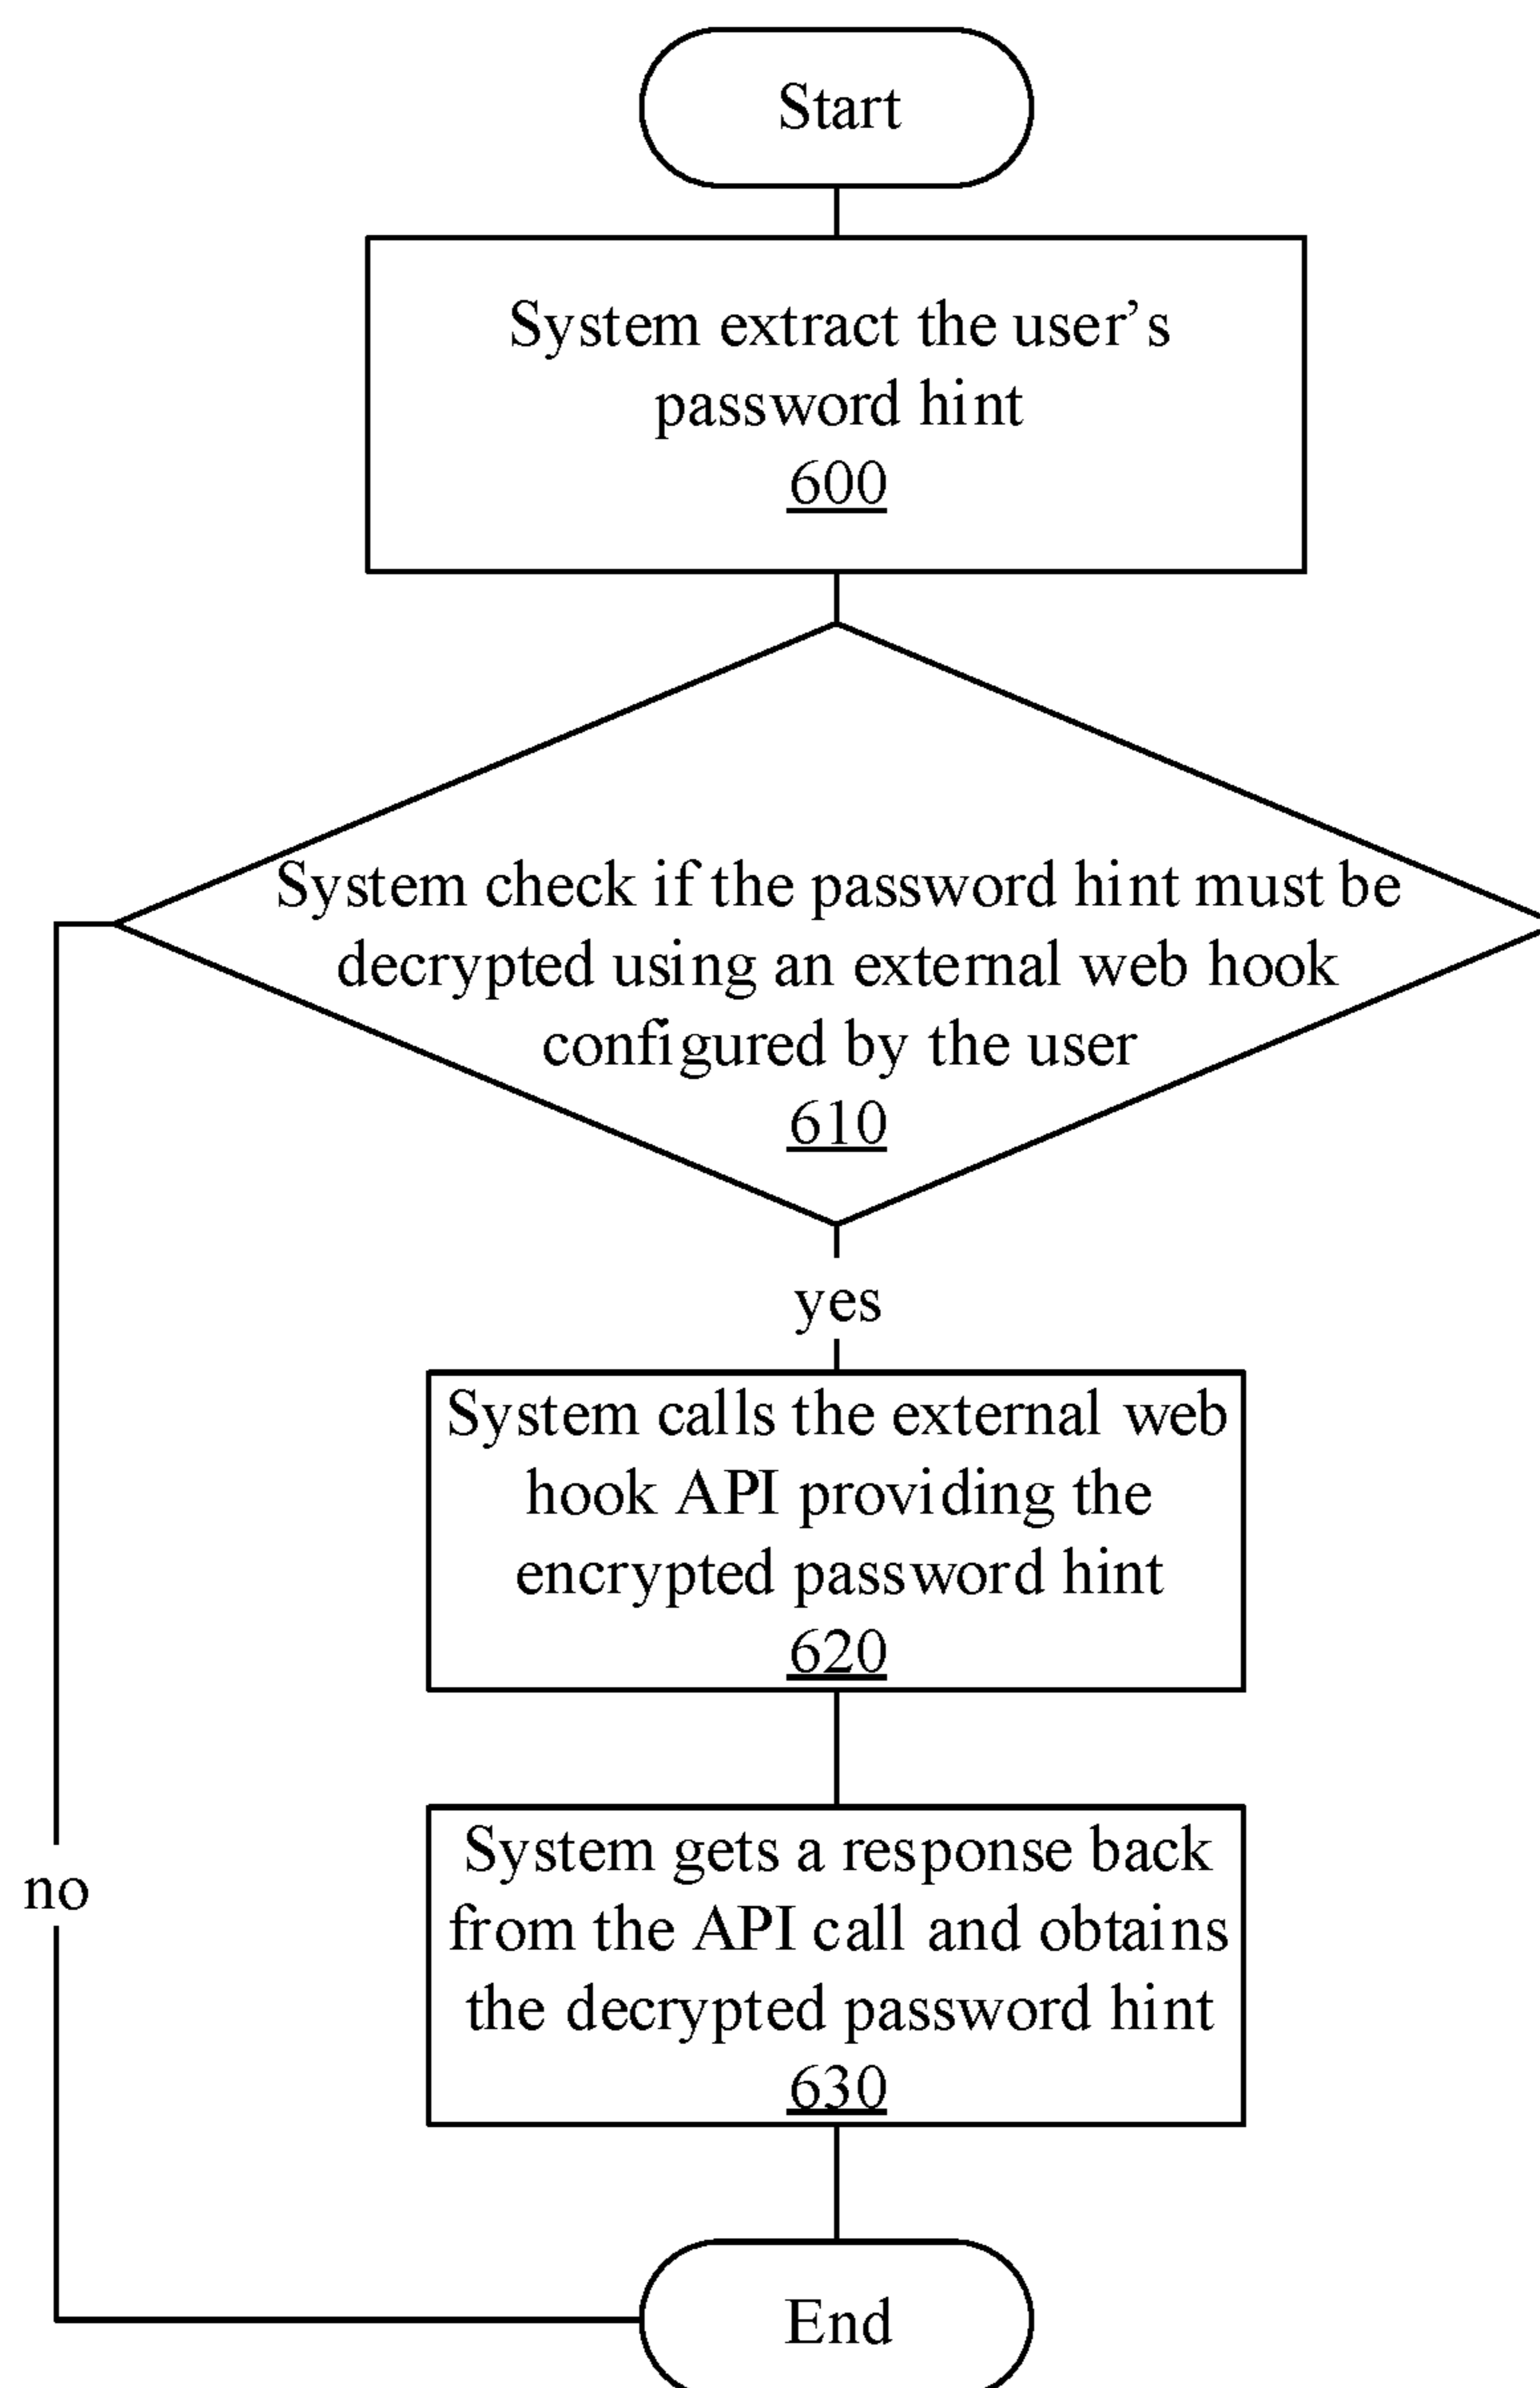 Start
System extract the user’s
password hint
600
System check if the password hint must be
decrypted using an external web hook
configured by the user
610
yes
System calls the external web
hook API providing the
encrypted password hint
620
System gets a response back
from the API call and obtains
the decrypted password hint
630
no
End